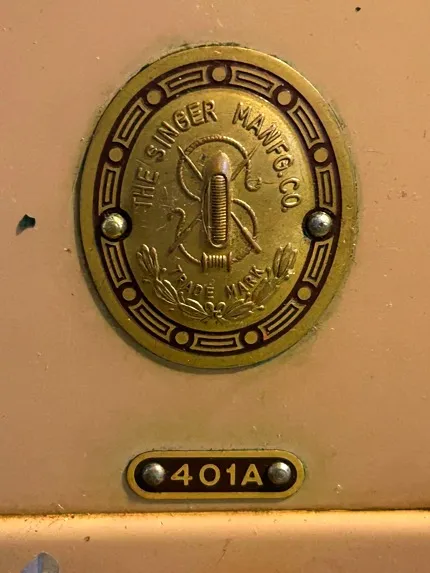 THE SINGER MANFG. CO.
TRADE MARK
401A